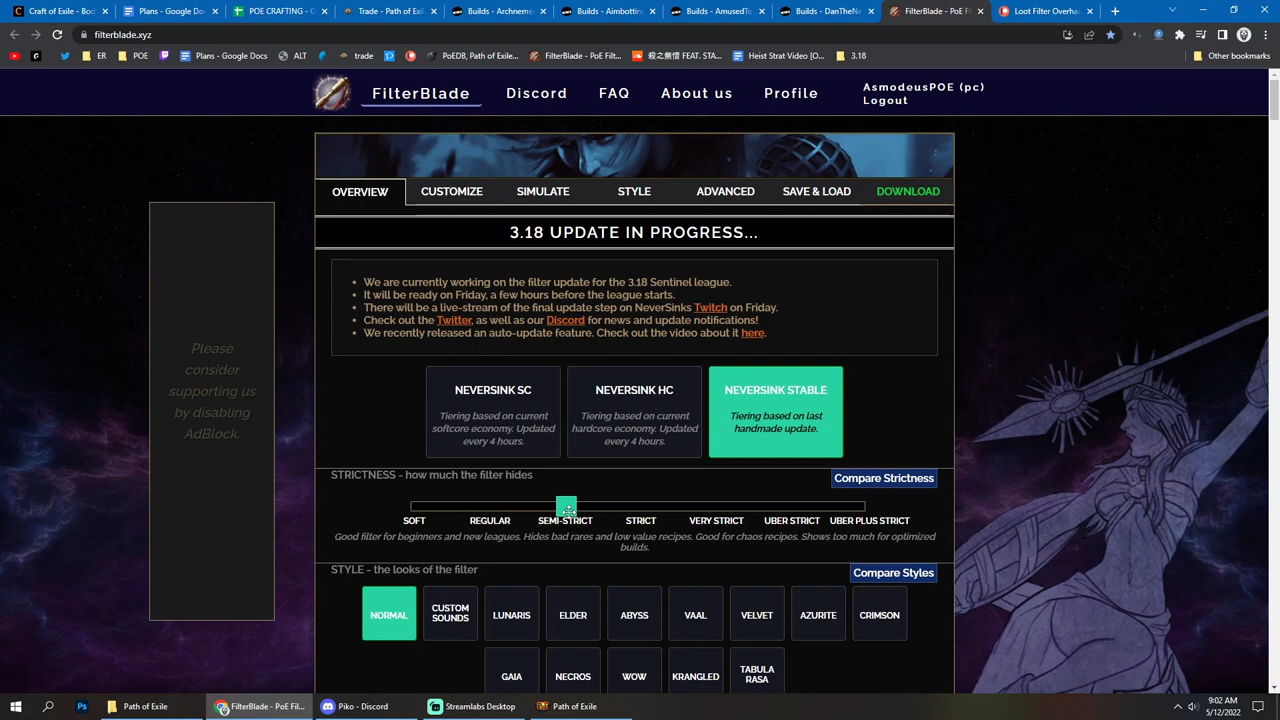 Craft of Exile - Bod
Plans - Google Docs
POE CRAFTING - G
Trade - Path of Exil
Builds - Archneme
Builds - Aimbottin
Builds - AmusedTo
Builds - DanTheNe
FilterBlade - PoE F
Loot Filter Overhau
filterblade.xyz
ER
POE
Plans - Google Docs
ALT
trade
PoEDB, Path of Exile...
FilterBlade - PoE Filt...
殺之無惜 FEAT. STA...
Heist Strat Video [O...
3.18
Other bookmarks
FilterBlade
Discord
FAQ
About us
Profile
AsmodeusPOE (pc)
Logout
OVERVIEW
CUSTOMIZE
SIMULATE
STYLE
ADVANCED
SAVE & LOAD
DOWNLOAD
3.18 UPDATE IN PROGRESS...
We are currently working on the filter update for the 3.18 Sentinel league.
It will be ready on Friday, a few hours before the league starts.
There will be a live-stream of the final update step on NeverSinks Twitch on Friday.
Check out the Twitter, as well as our Discord for news and update notifications!
We recently released an auto-update feature. Check out the video about it here.
Please
consider
supporting us
by disabling
AdBlock.
NEVERSINK SC
Tiering based on current
softcore economy. Updated
every 4 hours.
NEVERSINK HC
Tiering based on current
hardcore economy. Updated
every 4 hours.
NEVERSINK STABLE
Tiering based on last
handmade update.
STRICTNESS - how much the filter hides
Compare Strictness
SOFT
REGULAR
SEMI-STRICT
STRICT
VERY STRICT
UBER STRICT
UBER PLUS STRICT
Good filter for beginners and new leagues. Hides bad rares and low value recipes. Good for chaos recipes. Shows too much for optimized
builds.
STYLE - the looks of the filter
Compare Styles
NORMAL
CUSTOM
SOUNDS
LUNARIS
ELDER
ABYSS
VAAL
VELVET
AZURITE
CRIMSON
GAIA
NECROS
WOW
KRANGLED
TABULA
RASA
Ps
Path of Exile
FilterBlade - PoE Fil...
Piko - Discord
Streamlabs Desktop
Path of Exile
9:02 AM
5/12/2022